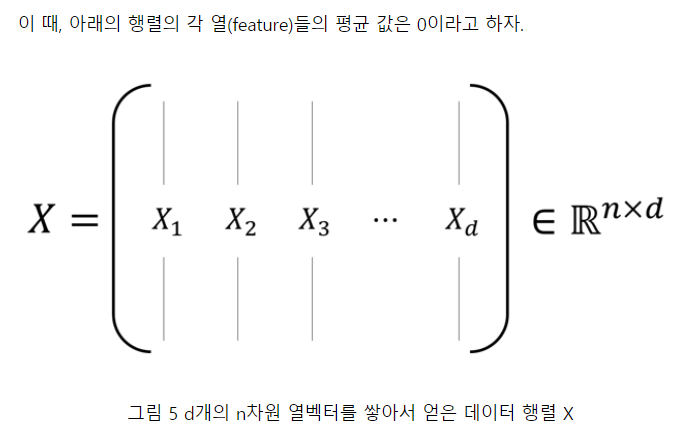 이 때, 아래의 행렬의 각 열(feature)들의 평균 값은 0이라고 하자.
X = ( X₁ X₂ X₃ ⋯ X_d ) ∈ ℝ^{n×d}
그림 5 d개의 n차원 열벡터를 쌓아서 얻은 데이터 행렬 X